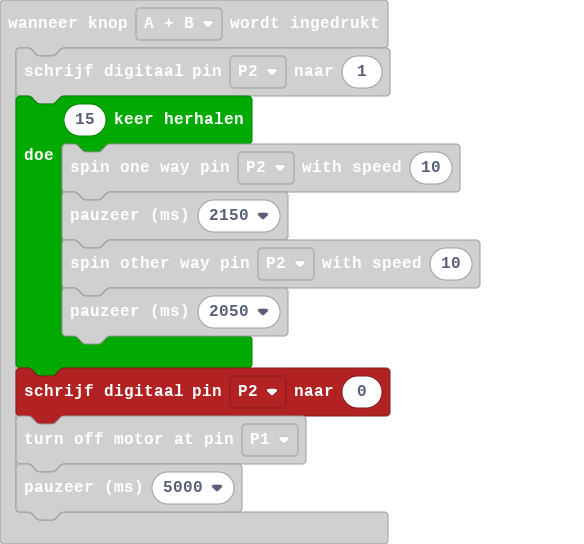 wanneer knop A + B wordt ingedrukt
schrijf digitaal pin P2 naar 1
15 keer herhalen
doe
spin one way pin P2 with speed 10
pauzeer (ms) 2150
spin other way pin P2 with speed 10
pauzeer (ms) 2050
schrijf digitaal pin P2 naar 0
turn off motor at pin P1
pauzeer (ms) 5000